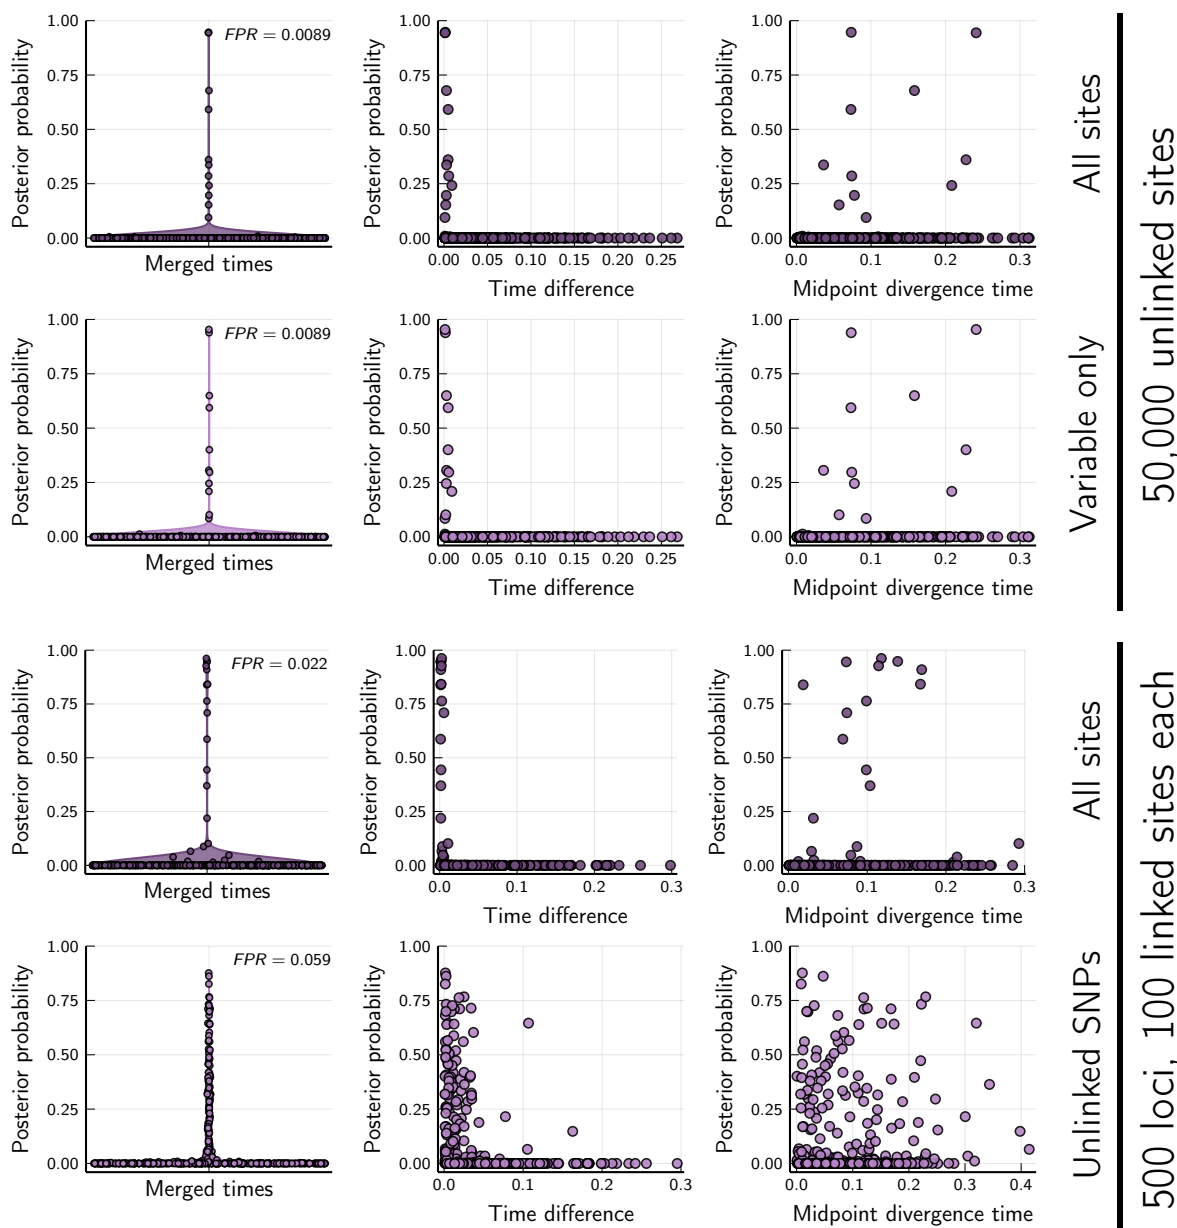 1.00
0.75
0.50
0.25
0.00
Posterior probability
FPR = 0.0089
Merged times
1.00
0.75
0.50
0.25
0.00
Posterior probability
0.00 0.05 0.10 0.15 0.20 0.25
Time difference
1.00
0.75
0.50
0.25
0.00
Posterior probability
0.0 0.1 0.2 0.3
Midpoint divergence time
All sites
1.00
0.75
0.50
0.25
0.00
Posterior probability
FPR = 0.0089
Merged times
1.00
0.75
0.50
0.25
0.00
Posterior probability
0.00 0.05 0.10 0.15 0.20 0.25
Time difference
1.00
0.75
0.50
0.25
0.00
Posterior probability
0.0 0.1 0.2 0.3
Midpoint divergence time
Variable only
50,000 unlinked sites
1.00
0.75
0.50
0.25
0.00
Posterior probability
FPR = 0.022
Merged times
1.00
0.75
0.50
0.25
0.00
Posterior probability
0.0 0.1 0.2 0.3
Time difference
1.00
0.75
0.50
0.25
0.00
Posterior probability
0.0 0.1 0.2 0.3
Midpoint divergence time
All sites
1.00
0.75
0.50
0.25
0.00
Posterior probability
FPR = 0.059
Merged times
1.00
0.75
0.50
0.25
0.00
Posterior probability
0.0 0.1 0.2 0.3
Time difference
1.00
0.75
0.50
0.25
0.00
Posterior probability
0.0 0.1 0.2 0.3 0.4
Midpoint divergence time
Unlinked SNPs
500 loci, 100 linked sites each